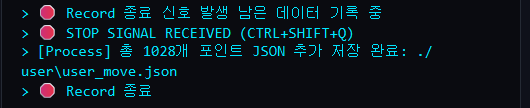 > 🛑 Record 종료 신호 발생 남은 데이터 기록 중
> 🛑 STOP SIGNAL RECEIVED (CTRL+SHIFT+Q)
> [Process] 총 1028개 포인트 JSON 추가 저장 완료: ./
user\user_move.json
> 🛑 Record 종료